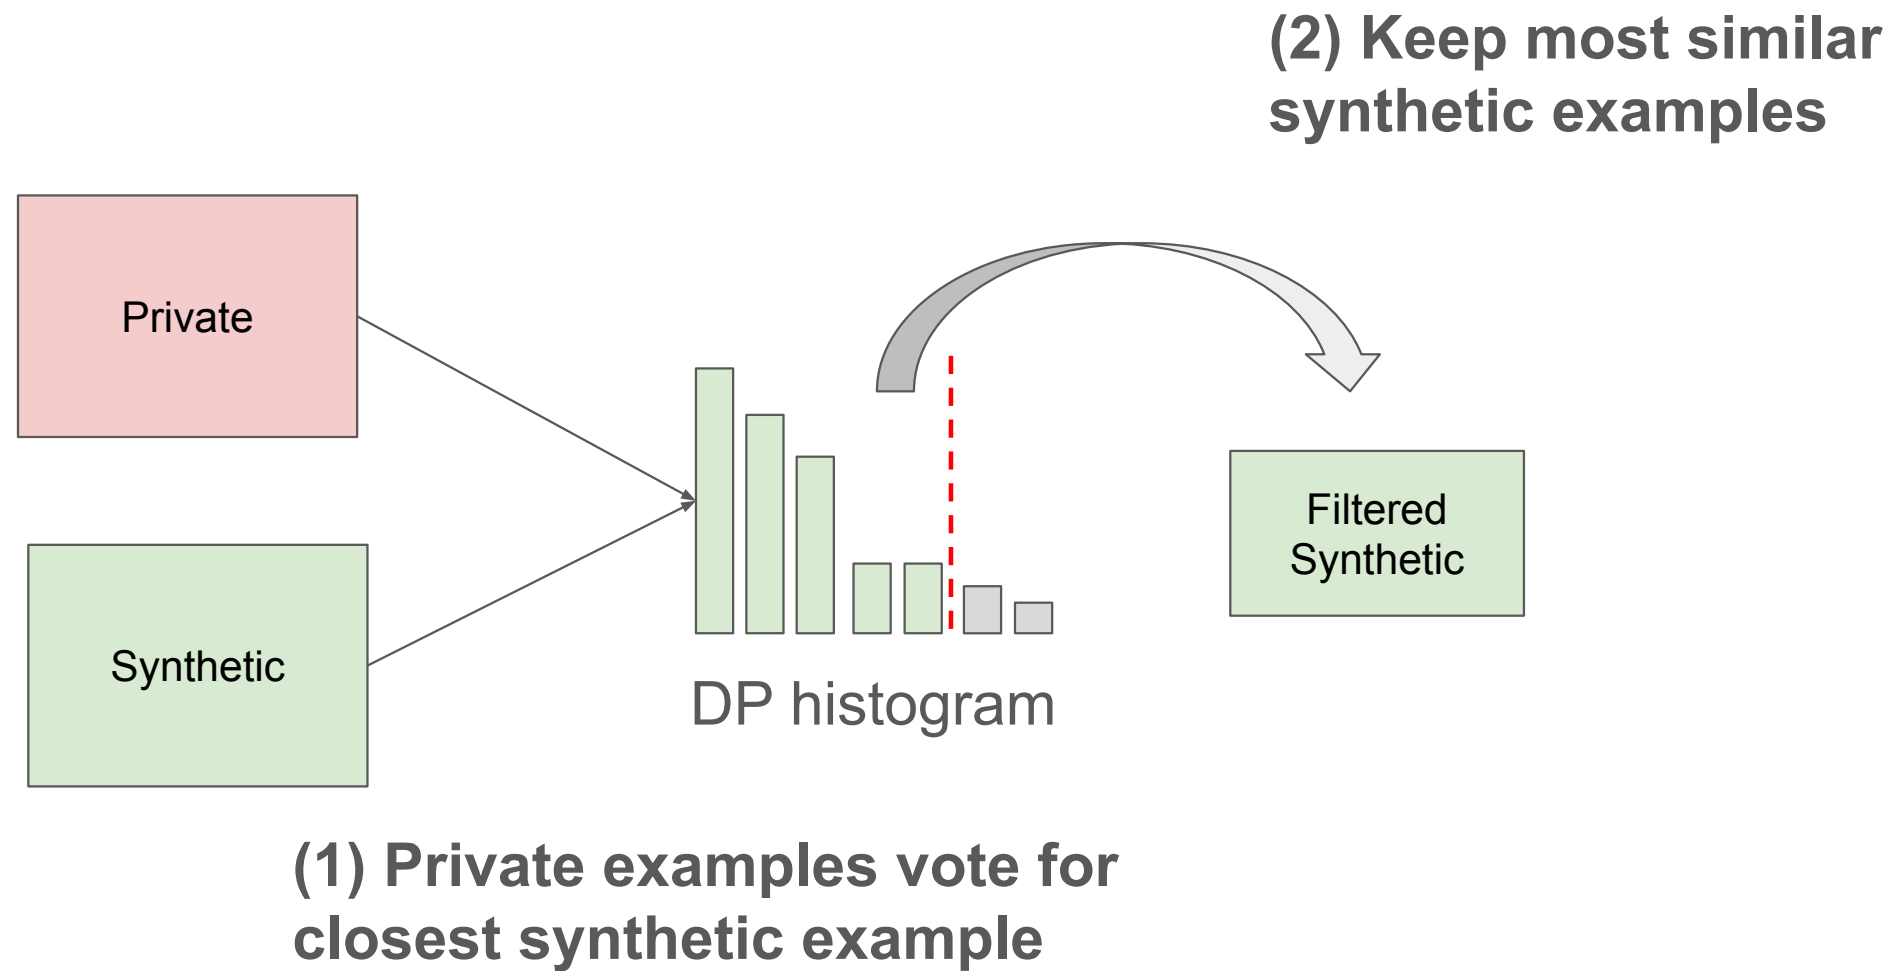 (2) Keep most similar
synthetic examples
Private
Filtered
Synthetic
Synthetic
DP histogram
(1) Private examples vote for
closest synthetic example